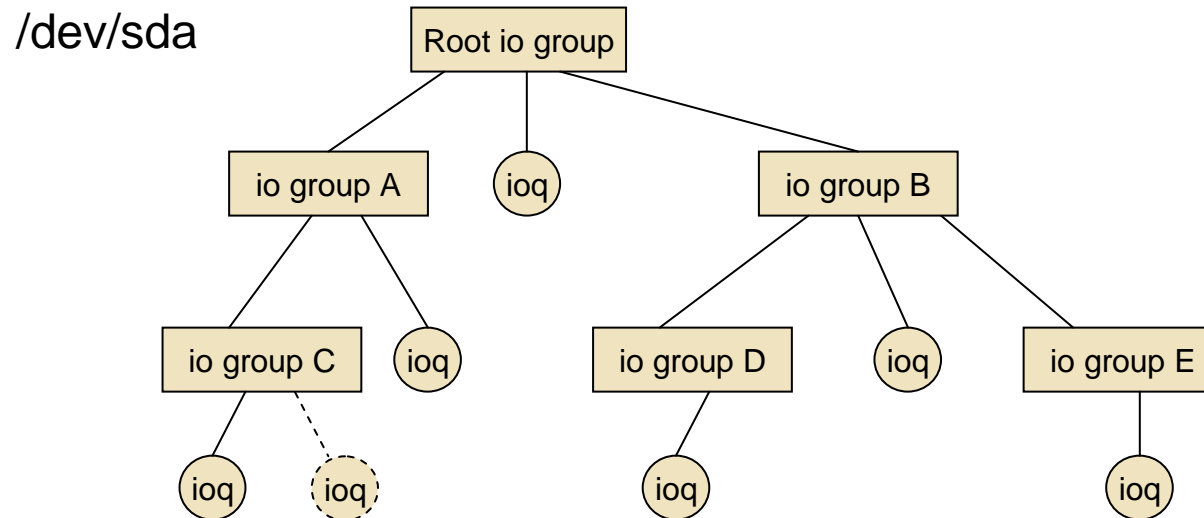 /dev/sda
Root io group
io group A
ioq
io group B
io group C
ioq
io group D
ioq
io group E
ioq
ioq
ioq
ioq